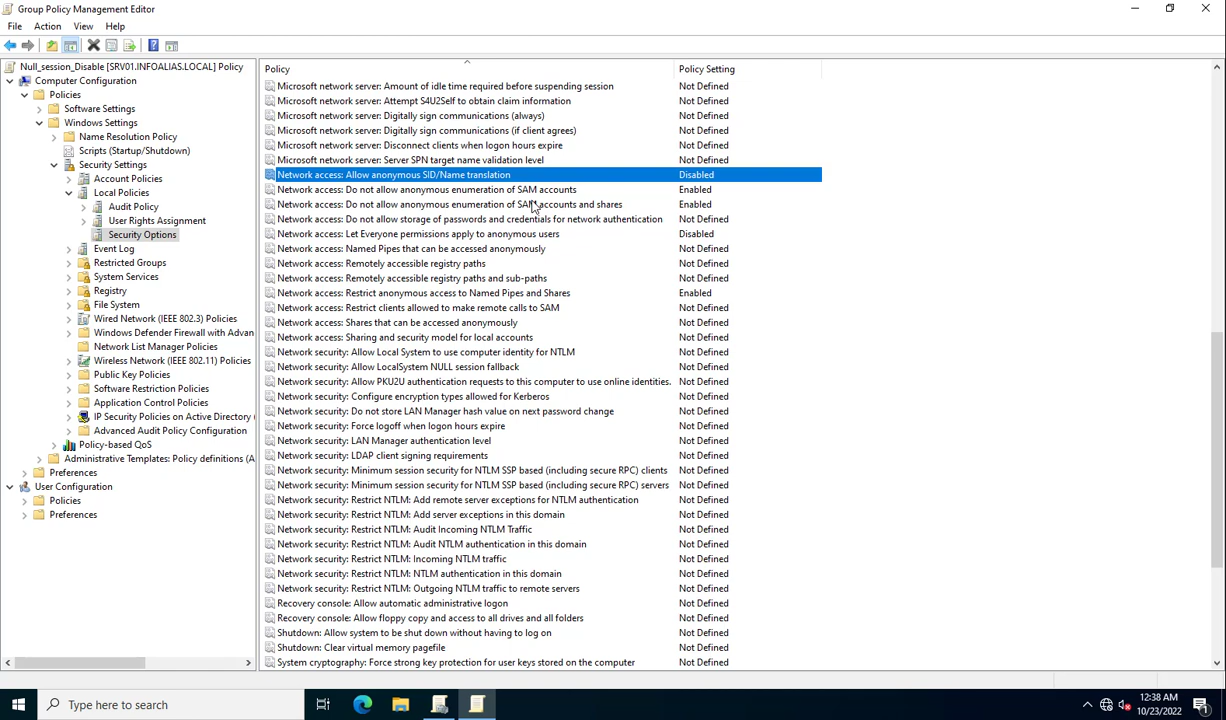 Group Policy Management Editor
File Action View Help
Null_session_Disable [SRV01.INFOALIAS.LOCAL] Policy
Computer Configuration
Policies
Software Settings
Windows Settings
Name Resolution Policy
Scripts (Startup/Shutdown)
Security Settings
Account Policies
Local Policies
Audit Policy
User Rights Assignment
Security Options
Event Log
Restricted Groups
System Services
Registry
File System
Wired Network (IEEE 802.3) Policies
Windows Defender Firewall with Advan
Network List Manager Policies
Wireless Network (IEEE 802.11) Policies
Public Key Policies
Software Restriction Policies
Application Control Policies
IP Security Policies on Active Directory (
Advanced Audit Policy Configuration
Policy-based QoS
Administrative Templates: Policy definitions (A
Preferences
User Configuration
Policies
Preferences
Policy Policy Setting
Microsoft network server: Amount of idle time required before suspending session Not Defined
Microsoft network server: Attempt S4U2Self to obtain claim information Not Defined
Microsoft network server: Digitally sign communications (always) Not Defined
Microsoft network server: Digitally sign communications (if client agrees) Not Defined
Microsoft network server: Disconnect clients when logon hours expire Not Defined
Microsoft network server: Server SPN target name validation level Not Defined
Network access: Allow anonymous SID/Name translation Disabled
Network access: Do not allow anonymous enumeration of SAM accounts Enabled
Network access: Do not allow anonymous enumeration of SAM accounts and shares Enabled
Network access: Do not allow storage of passwords and credentials for network authentication Not Defined
Network access: Let Everyone permissions apply to anonymous users Disabled
Network access: Named Pipes that can be accessed anonymously Not Defined
Network access: Remotely accessible registry paths Not Defined
Network access: Remotely accessible registry paths and sub-paths Not Defined
Network access: Restrict anonymous access to Named Pipes and Shares Enabled
Network access: Restrict clients allowed to make remote calls to SAM Not Defined
Network access: Shares that can be accessed anonymously Not Defined
Network access: Sharing and security model for local accounts Not Defined
Network security: Allow Local System to use computer identity for NTLM Not Defined
Network security: Allow LocalSystem NULL session fallback Not Defined
Network security: Allow PKU2U authentication requests to this computer to use online identities. Not Defined
Network security: Configure encryption types allowed for Kerberos Not Defined
Network security: Do not store LAN Manager hash value on next password change Not Defined
Network security: Force logoff when logon hours expire Not Defined
Network security: LAN Manager authentication level Not Defined
Network security: LDAP client signing requirements Not Defined
Network security: Minimum session security for NTLM SSP based (including secure RPC) clients Not Defined
Network security: Minimum session security for NTLM SSP based (including secure RPC) servers Not Defined
Network security: Restrict NTLM: Add remote server exceptions for NTLM authentication Not Defined
Network security: Restrict NTLM: Add server exceptions in this domain Not Defined
Network security: Restrict NTLM: Audit Incoming NTLM Traffic Not Defined
Network security: Restrict NTLM: Audit NTLM authentication in this domain Not Defined
Network security: Restrict NTLM: Incoming NTLM traffic Not Defined
Network security: Restrict NTLM: NTLM authentication in this domain Not Defined
Network security: Restrict NTLM: Outgoing NTLM traffic to remote servers Not Defined
Recovery console: Allow automatic administrative logon Not Defined
Recovery console: Allow floppy copy and access to all drives and all folders Not Defined
Shutdown: Allow system to be shut down without having to log on Not Defined
Shutdown: Clear virtual memory pagefile Not Defined
System cryptography: Force strong key protection for user keys stored on the computer Not Defined
Type here to search
12:38 AM
10/23/2022
1